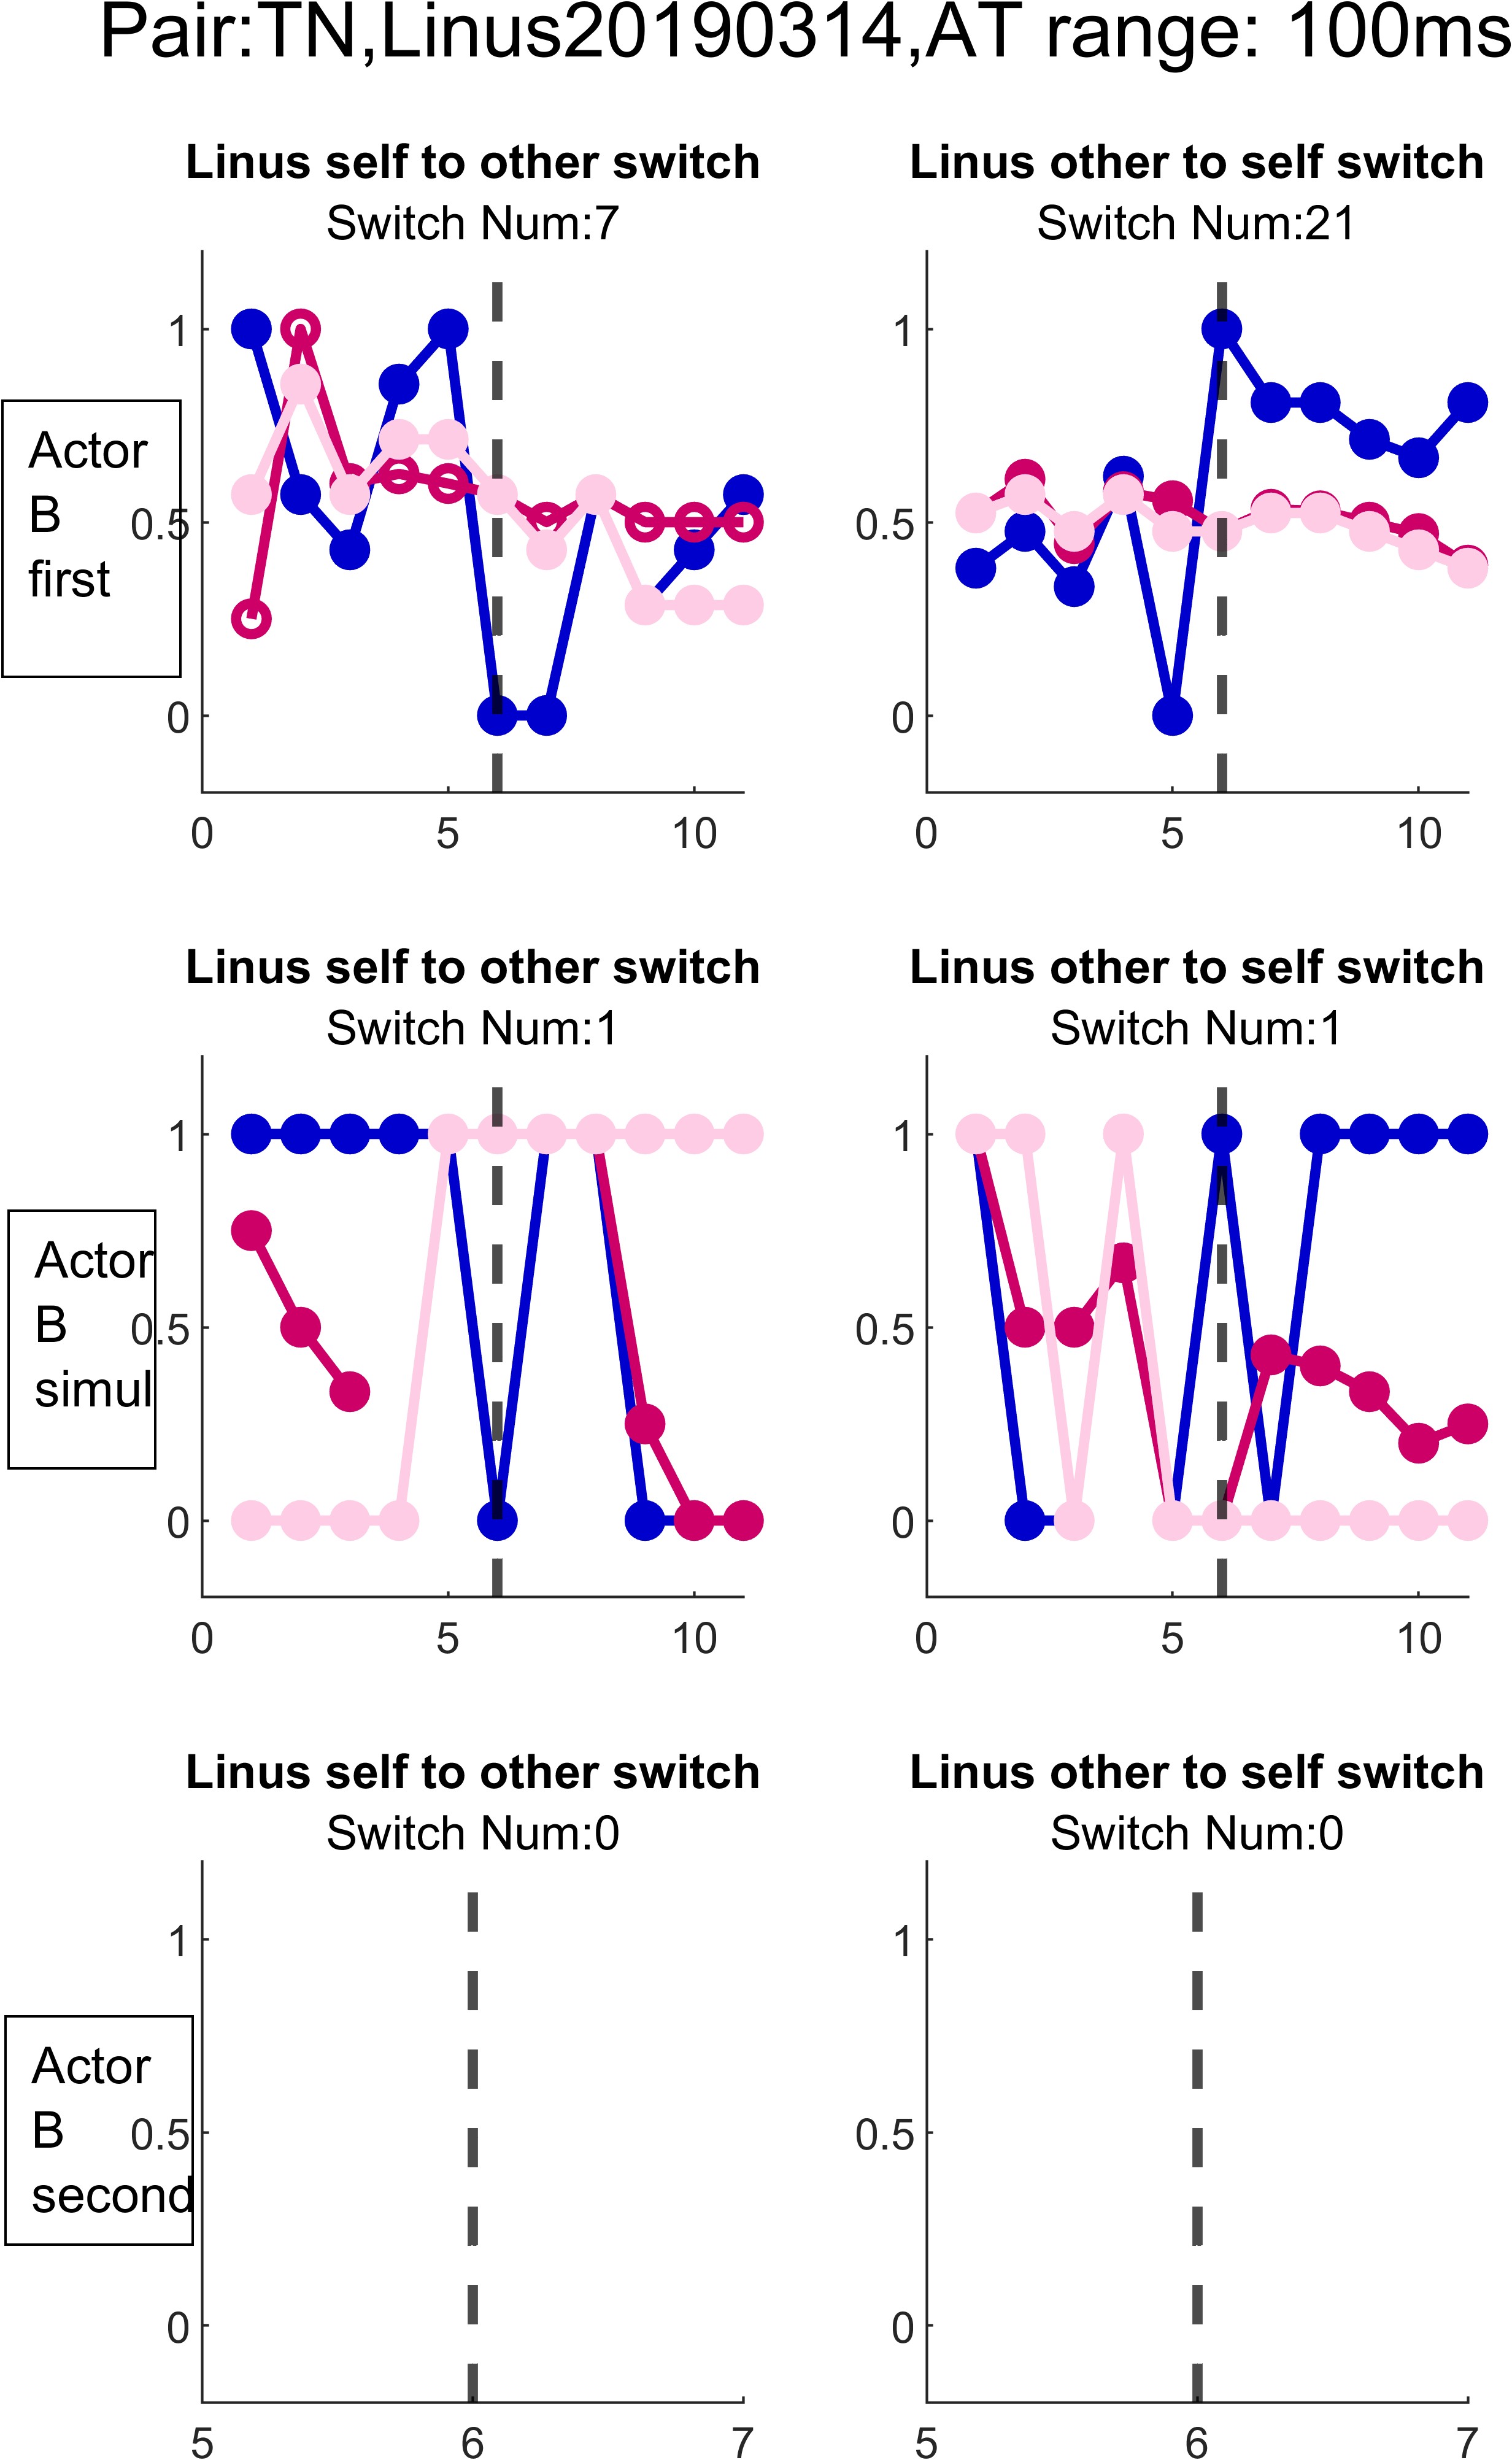 Pair:TN,Linus20190314,AT range: 100ms
Linus self to other switch
Switch Num:7
Linus other to self switch
Switch Num:21
Actor
B
first
1
0.5
0
0
5
10
1
0.5
0
0
5
10
Linus self to other switch
Switch Num:1
Linus other to self switch
Switch Num:1
Actor
B
simul
1
0.5
0
0
5
10
1
0.5
0
0
5
10
Linus self to other switch
Switch Num:0
Linus other to self switch
Switch Num:0
Actor
B
second
1
0.5
0
5
6
7
1
0.5
0
5
6
7